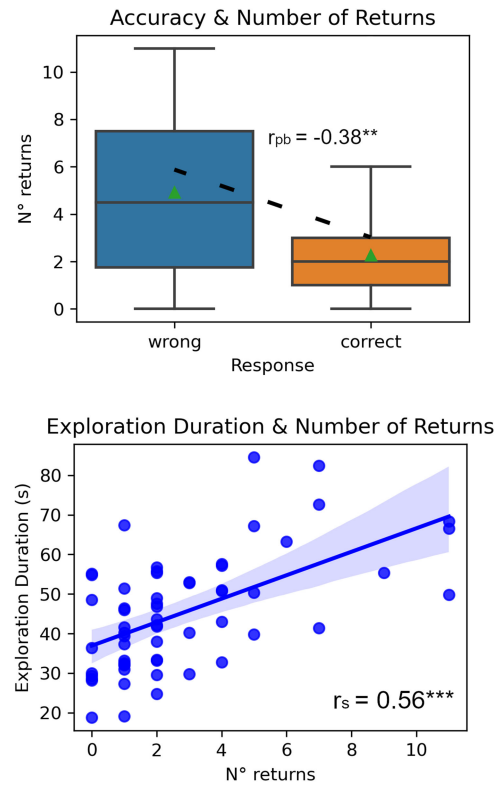 Accuracy & Number of Returns
10
8
6
4
2
0
N° returns
rpb = -0.38**
wrong
correct
Response
Exploration Duration & Number of Returns
80
70
60
50
40
30
20
Exploration Duration (s)
rs = 0.56***
0 2 4 6 8 10
N° returns